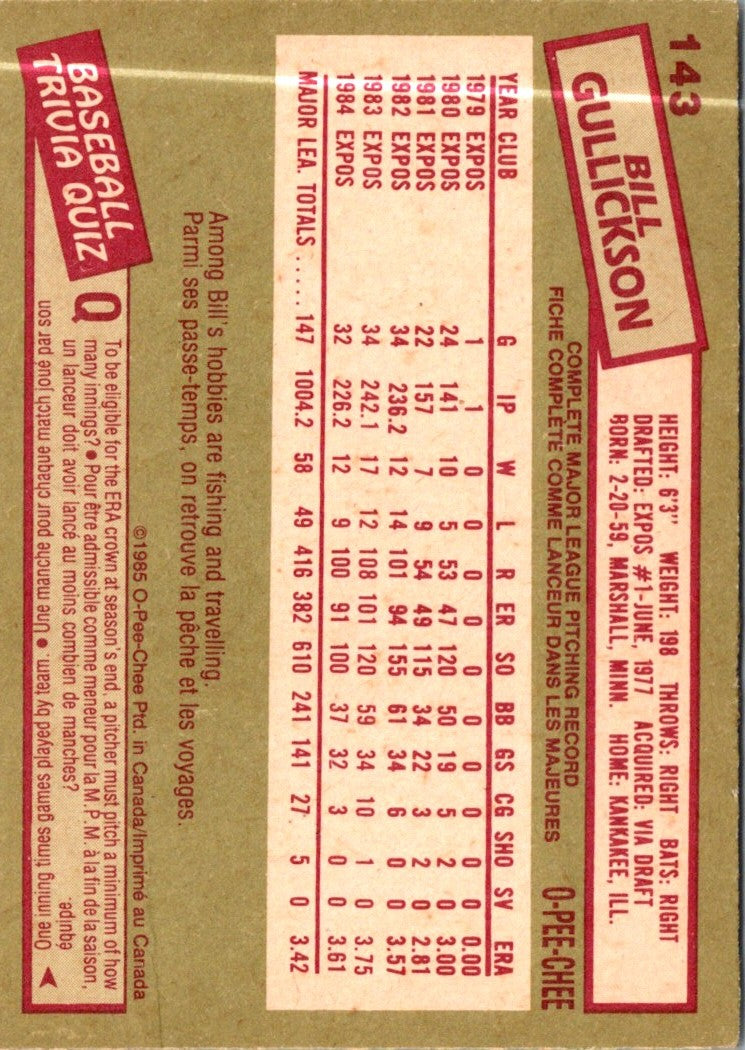 143
BILL
GULLICKSON
HEIGHT: 6'3" WEIGHT: 198 THROWS: RIGHT BATS: RIGHT
DRAFTED: EXPOS #1-JUNE, 1977 ACQUIRED: VIA DRAFT
BORN: 2-20-59, MARSHALL, MINN. HOME: KANKAKEE, ILL.
COMPLETE MAJOR LEAGUE PITCHING RECORD
FICHE COMPLÈTE COMME LANCEUR DANS LES MAJEURES
O-PEE-CHEE
YEAR CLUB G IP W L R ER SO BB GS CG SHO SV ERA
1979 EXPOS 1 1 0 0 0 0 0 0 0 0 0 0 0.00
1980 EXPOS 24 141 10 5 53 47 120 50 19 5 2 0 3.00
1981 EXPOS 22 157 7 9 54 49 115 34 22 3 2 0 2.81
1982 EXPOS 34 236.2 12 14 101 94 155 61 34 6 0 0 3.57
1983 EXPOS 34 242.1 17 12 108 101 120 59 34 10 1 0 3.75
1984 EXPOS 32 226.2 12 9 100 91 100 37 32 3 0 0 3.61
MAJOR LEA. TOTALS ..... 147 1004.2 58 49 416 382 610 241 141 27 5 0 3.42
Among Bill's hobbies are fishing and travelling.
Parmi ses passe-temps, on retrouve la pêche et les voyages.
©1985 O-Pee-Chee Ptd. in Canada/Imprimé au Canada
BASEBALL
TRIVIA QUIZ
Q
To be eligible for the ERA crown at season's end, a pitcher must pitch a minimum of how
many innings? • Pour être admissible comme meneur pour la M.P.M. à la fin de la saison,
un lanceur doit avoir lancé au moins combien de manches?
One inning times games played by team. • Une manche pour chaque match joué par son
équipe.